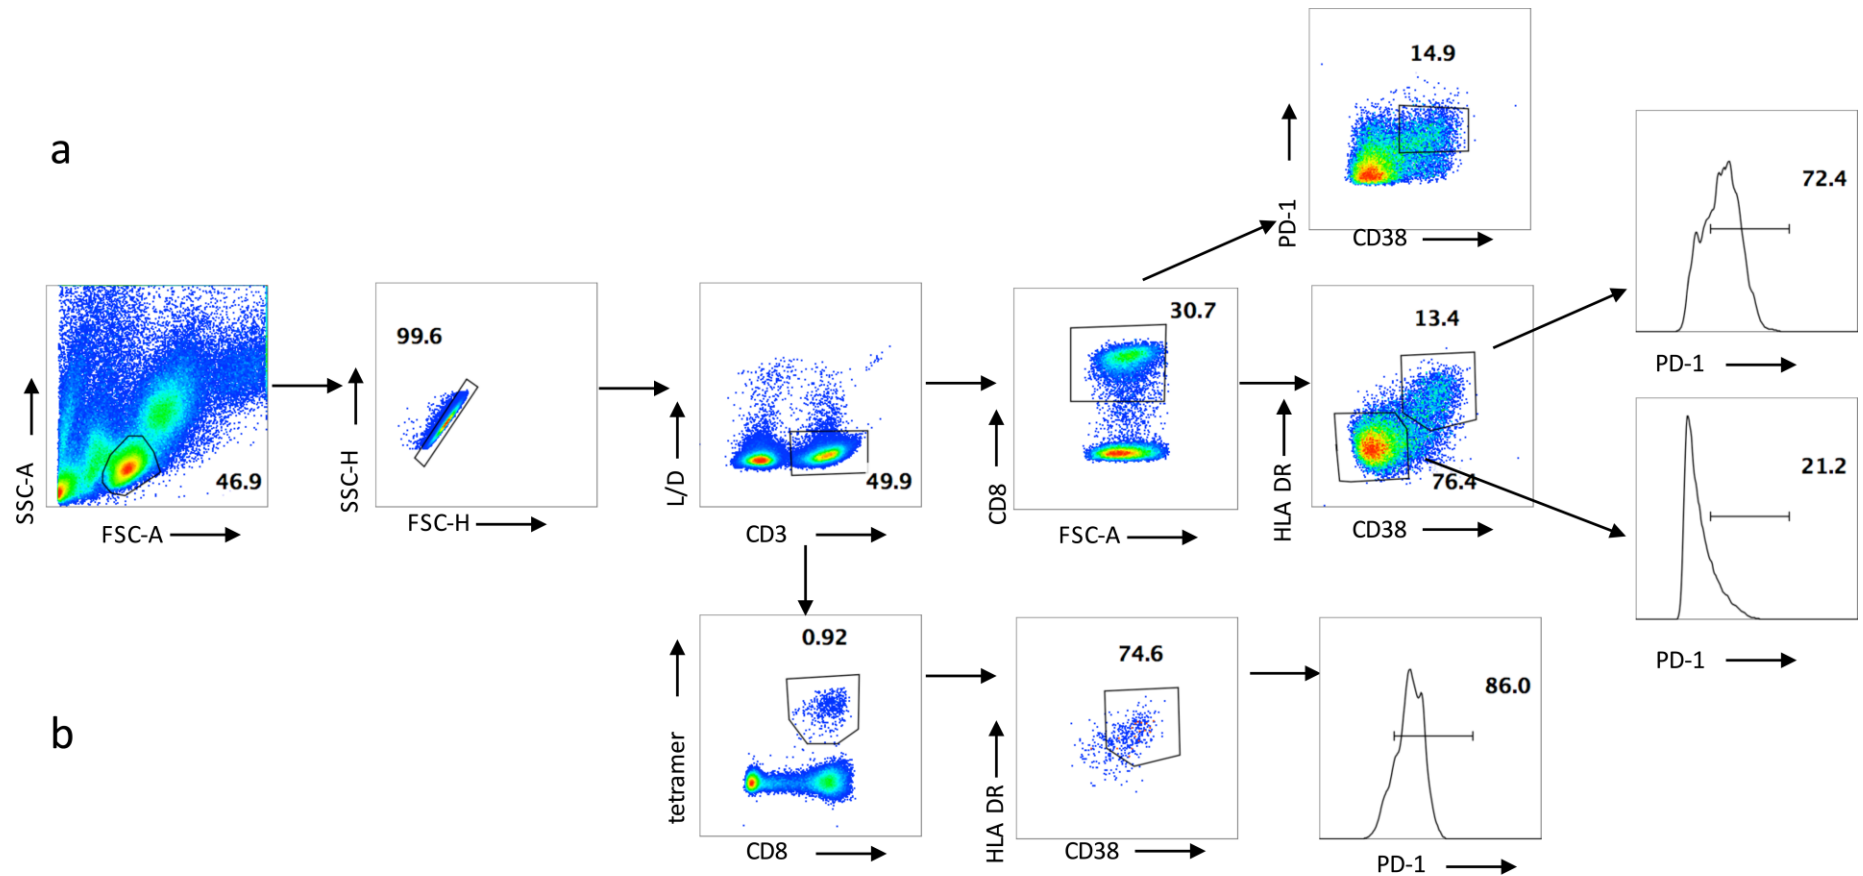 a
SSC-A
46.9
FSC-A
99.6
SSC-H
FSC-H
L/D
49.9
CD3
30.7
CD8
FSC-A
14.9
PD-1
CD38
13.4
76.4
HLA DR
CD38
72.4
PD-1
21.2
PD-1
b
0.92
tetramer
CD8
74.6
HLA DR
CD38
86.0
PD-1